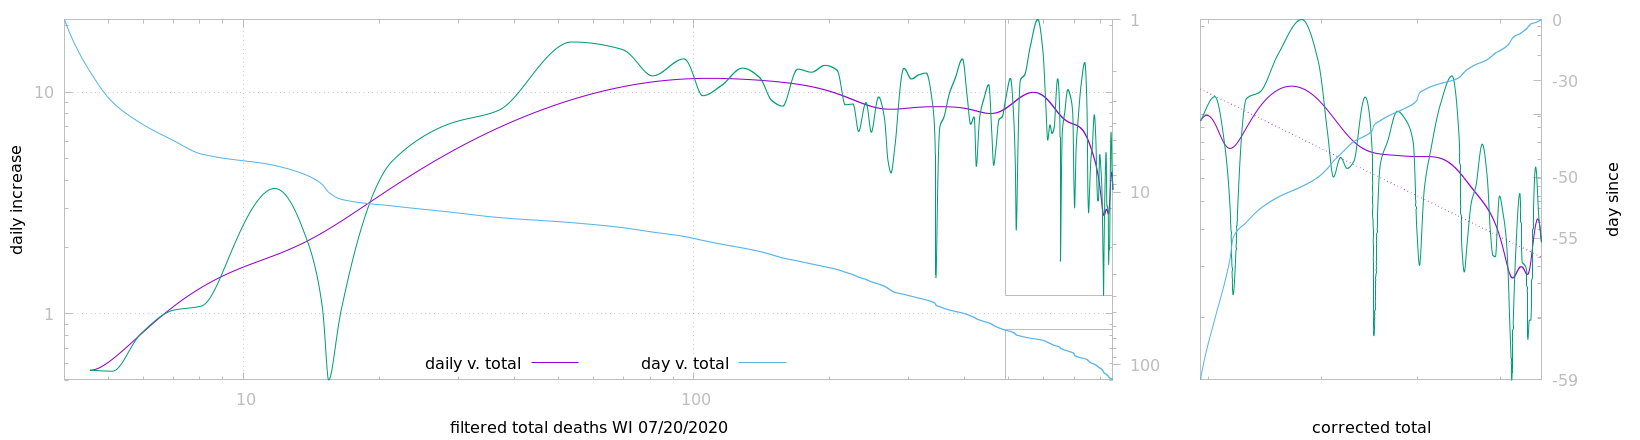 1
0
10
-30
daily increase
10
-50
day since
-55
1
daily v. total
day v. total
100
-59
10
100
filtered total deaths WI 07/20/2020
corrected total